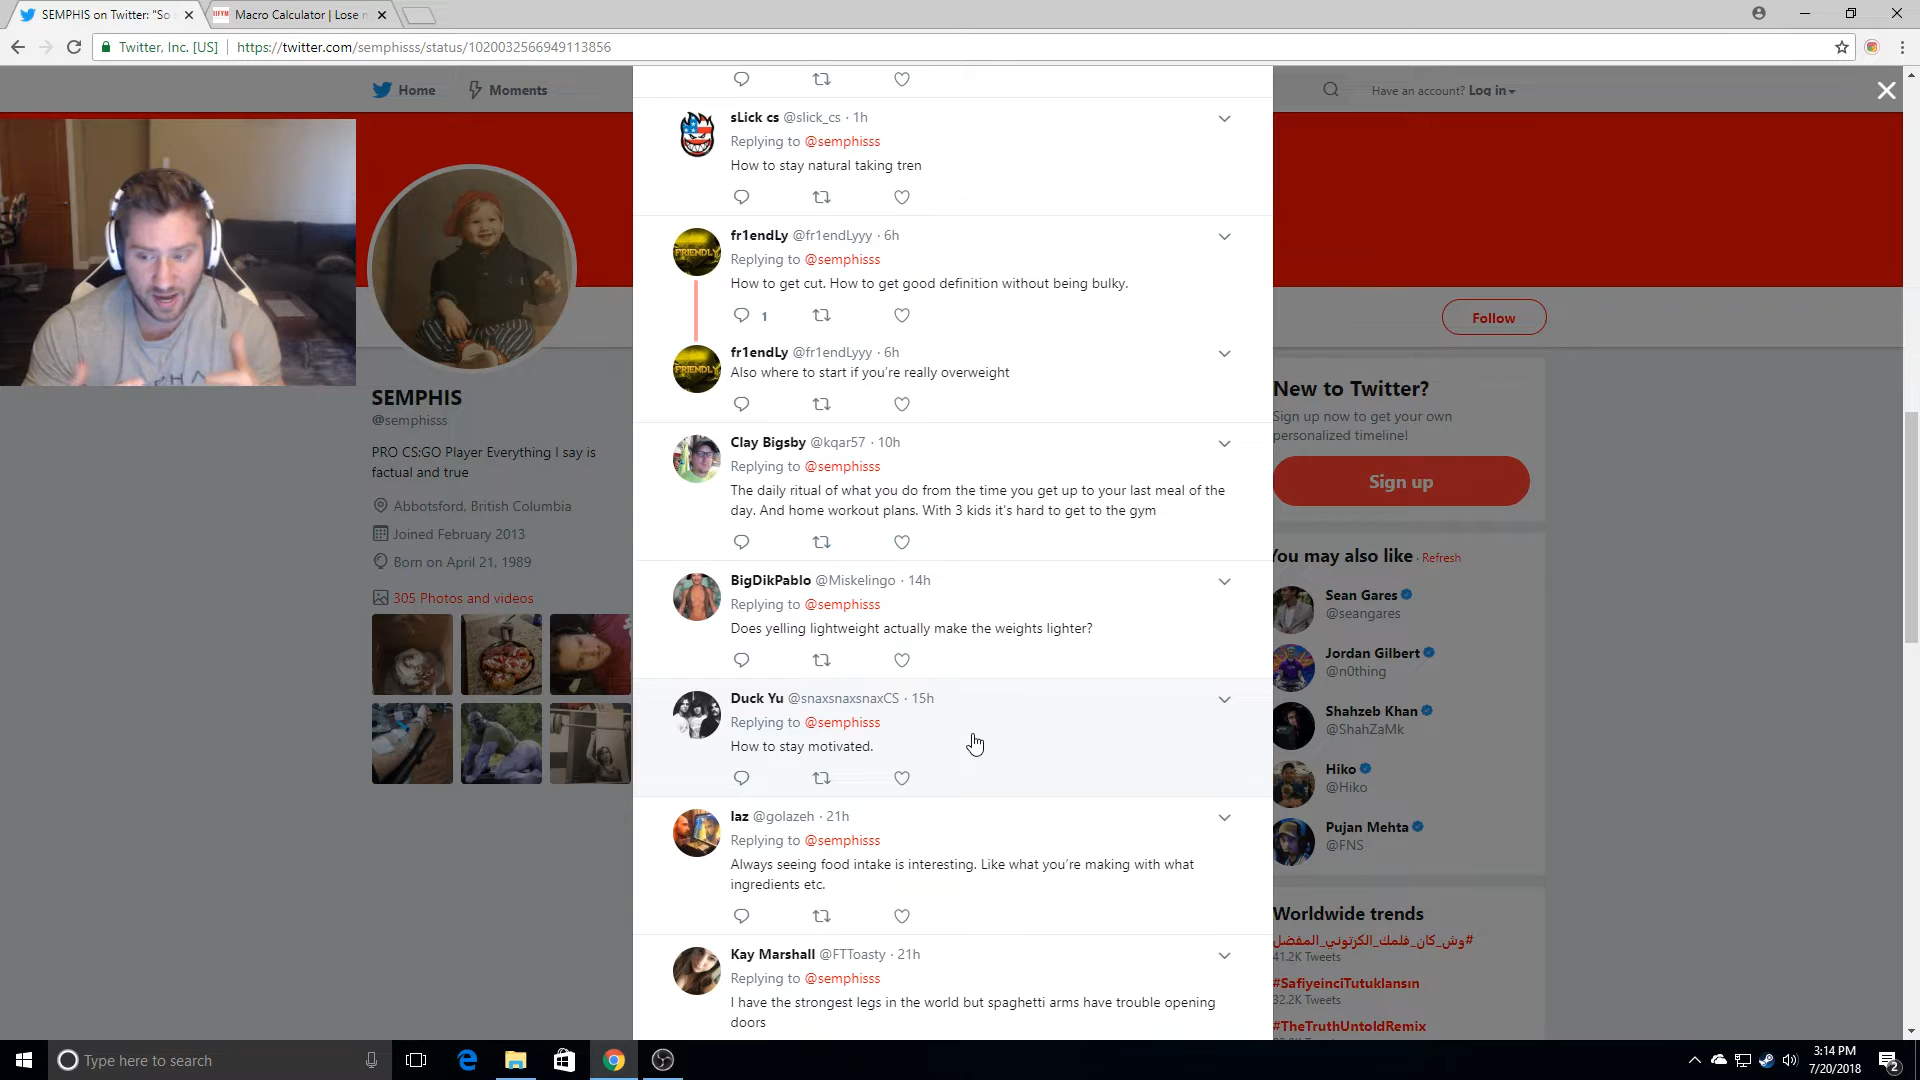 SEMPHIS on Twitter: "So
Macro Calculator | Lose
Twitter, Inc. [US]
https://twitter.com/semphisss/status/1020032566949113856
Home
Moments
Have an account? Log in
sLick cs @slick_cs · 1h
Replying to @semphisss
How to stay natural taking tren
fr1endLy @fr1endLyyy · 6h
Replying to @semphisss
How to get cut. How to get good definition without being bulky.
1
fr1endLy @fr1endLyyy · 6h
Also where to start if you're really overweight
Clay Bigsby @kqar57 · 10h
Replying to @semphisss
The daily ritual of what you do from the time you get up to your last meal of the
day. And home workout plans. With 3 kids it's hard to get to the gym
BigDikPablo @Miskelingo · 14h
Replying to @semphisss
Does yelling lightweight actually make the weights lighter?
Duck Yu @snaxsnaxsnaxCS · 15h
Replying to @semphisss
How to stay motivated.
laz @golazeh · 21h
Replying to @semphisss
Always seeing food intake is interesting. Like what you're making with what
ingredients etc.
Kay Marshall @FTToasty · 21h
Replying to @semphisss
I have the strongest legs in the world but spaghetti arms have trouble opening
doors
SEMPHIS
@semphisss
PRO CS:GO Player Everything I say is
factual and true
Abbotsford, British Columbia
Joined February 2013
Born on April 21, 1989
305 Photos and videos
FRIENDLY
FRIENDLY
Follow
New to Twitter?
Sign up now to get your own
personalized timeline!
Sign up
You may also like · Refresh
Sean Gares
@seangares
Jordan Gilbert
@n0thing
Shahzeb Khan
@ShahZaMk
Hiko
@Hiko
Pujan Mehta
@FNS
Worldwide trends
#وش_كان_فلمك_الكرتوني_المفضل
41.2K Tweets
#SafiyeinciTutuklansın
32.2K Tweets
#TheTruthUntoldRemix
Type here to search
3:14 PM
7/20/2018
2